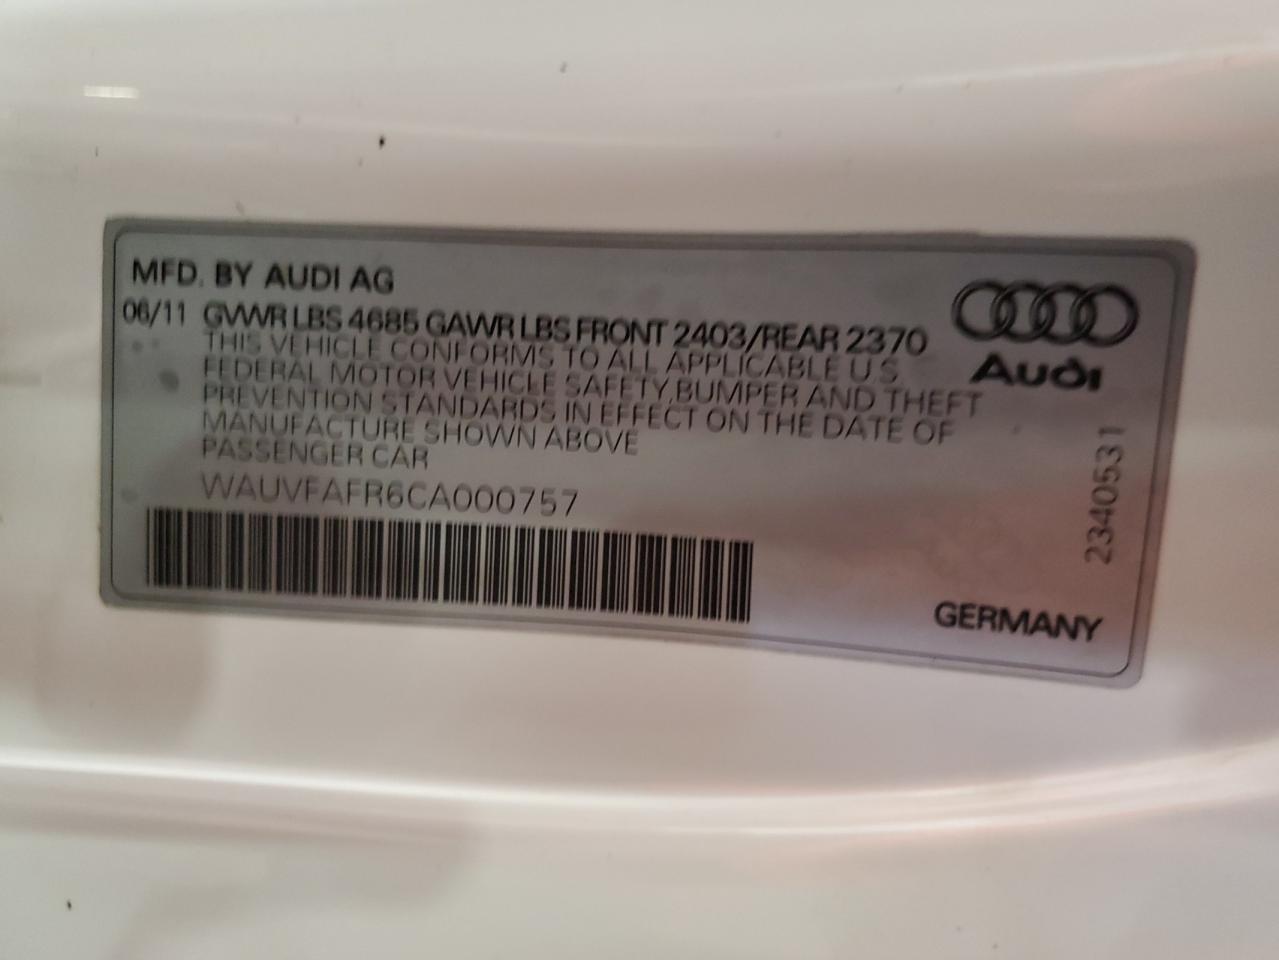 MFD. BY AUDI AG
06/11 GVWR LBS 4685 GAWR LBS FRONT 2403/REAR 2370
THIS VEHICLE CONFORMS TO ALL APPLICABLE U.S.
FEDERAL MOTOR VEHICLE SAFETY,BUMPER AND THEFT
PREVENTION STANDARDS IN EFFECT ON THE DATE OF
MANUFACTURE SHOWN ABOVE
PASSENGER CAR
WAUVFAFR6CA000757
Audi
2340531
GERMANY